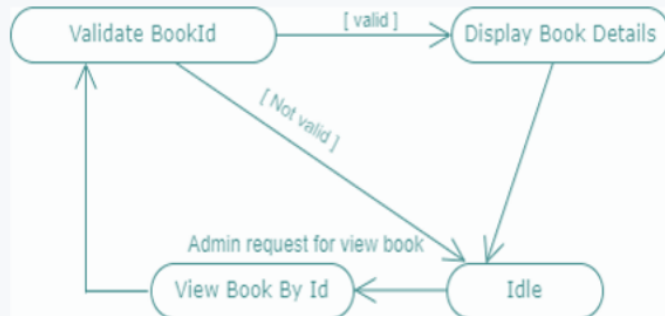 Validate BookId
[ valid ]
Display Book Details
[ Not valid ]
Admin request for view book
View Book By Id
Idle